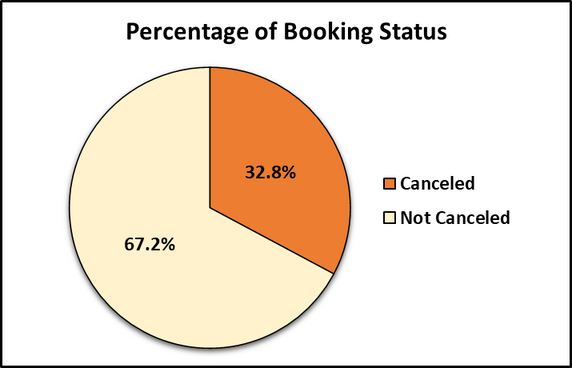 Percentage of Booking Status
32.8%
67.2%
Canceled
Not Canceled